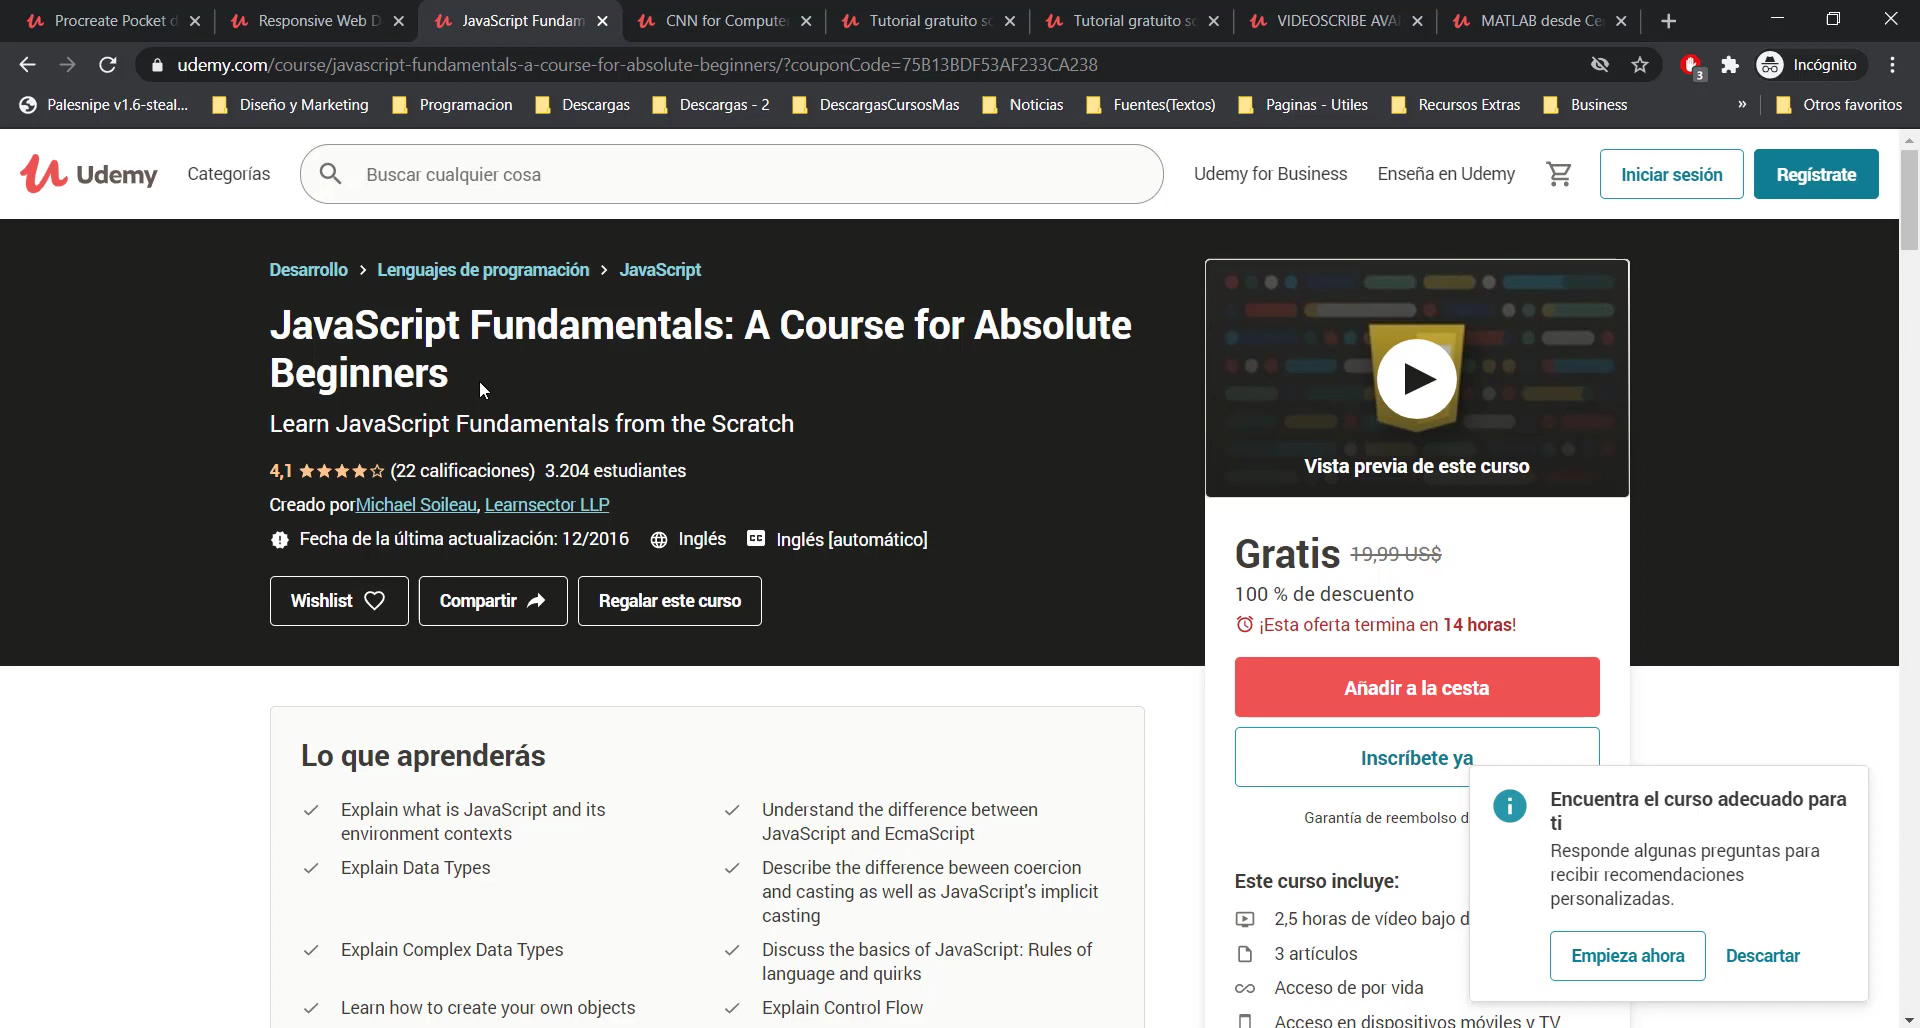 Procreate Pocket d
Responsive Web D
JavaScript Fundam
CNN for Compute
Tutorial gratuito sc
Tutorial gratuito sc
VIDEOSCRIBE AVA
MATLAB desde Ce
udemy.com/course/javascript-fundamentals-a-course-for-absolute-beginners/?couponCode=75B13BDF53AF233CA238
3
Incógnito
Palesnipe v1.6-steal...
Diseño y Marketing
Programacion
Descargas
Descargas - 2
DescargasCursosMas
Noticias
Fuentes(Textos)
Paginas - Utiles
Recursos Extras
Business
»
Otros favoritos
Udemy
Categorías
Buscar cualquier cosa
Udemy for Business
Enseña en Udemy
Iniciar sesión
Regístrate
Desarrollo > Lenguajes de programación > JavaScript
JavaScript Fundamentals: A Course for Absolute
Beginners
Learn JavaScript Fundamentals from the Scratch
4,1 (22 calificaciones) 3.204 estudiantes
Creado porMichael Soileau, Learnsector LLP
Fecha de la última actualización: 12/2016 Inglés CC Inglés [automático]
Wishlist
Compartir
Regalar este curso
Vista previa de este curso
Gratis 19,99 US$
100 % de descuento
¡Esta oferta termina en 14 horas!
Añadir a la cesta
Inscríbete ya
Garantía de reembolso d
Este curso incluye:
2,5 horas de vídeo bajo d
3 artículos
Acceso de por vida
Acceso en dispositivos móviles y TV
Lo que aprenderás
Explain what is JavaScript and its
environment contexts
Understand the difference between
JavaScript and EcmaScript
Explain Data Types
Describe the difference beween coercion
and casting as well as JavaScript's implicit
casting
Explain Complex Data Types
Discuss the basics of JavaScript: Rules of
language and quirks
Learn how to create your own objects
Explain Control Flow
Encuentra el curso adecuado para
ti
Responde algunas preguntas para
recibir recomendaciones
personalizadas.
Empieza ahora
Descartar